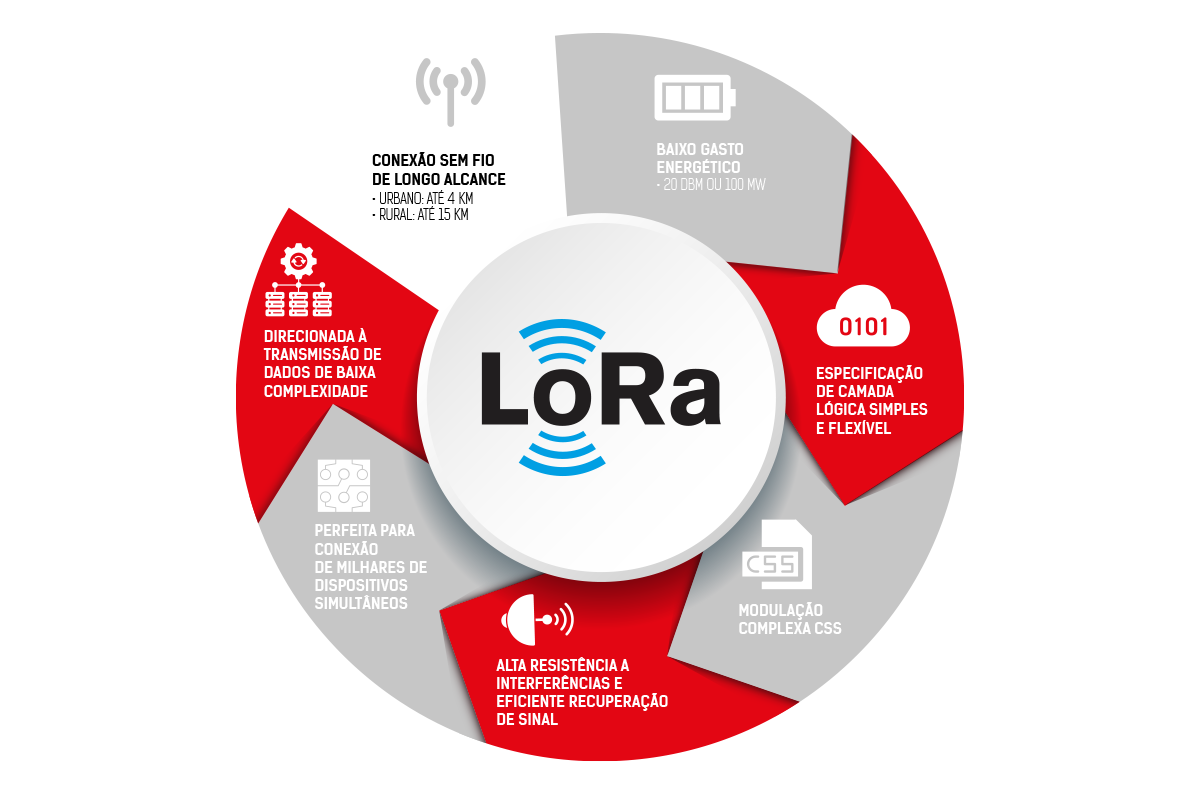 CONEXÃO SEM FIO
DE LONGO ALCANCE
• URBANO: ATÉ 4 KM
• RURAL: ATÉ 15 KM
BAIXO GASTO
ENERGÉTICO
• 20 DBM OU 100 MW
0101
ESPECIFICAÇÃO
DE CAMADA
LÓGICA SIMPLES
E FLEXÍVEL
CSS
MODULAÇÃO
COMPLEXA CSS
ALTA RESISTÊNCIA A
INTERFERÊNCIAS E
EFICIENTE RECUPERAÇÃO
DE SINAL
PERFEITA PARA
CONEXÃO
DE MILHARES DE
DISPOSITIVOS
SIMULTÂNEOS
DIRECIONADA À
TRANSMISSÃO DE
DADOS DE BAIXA
COMPLEXIDADE
LoRa